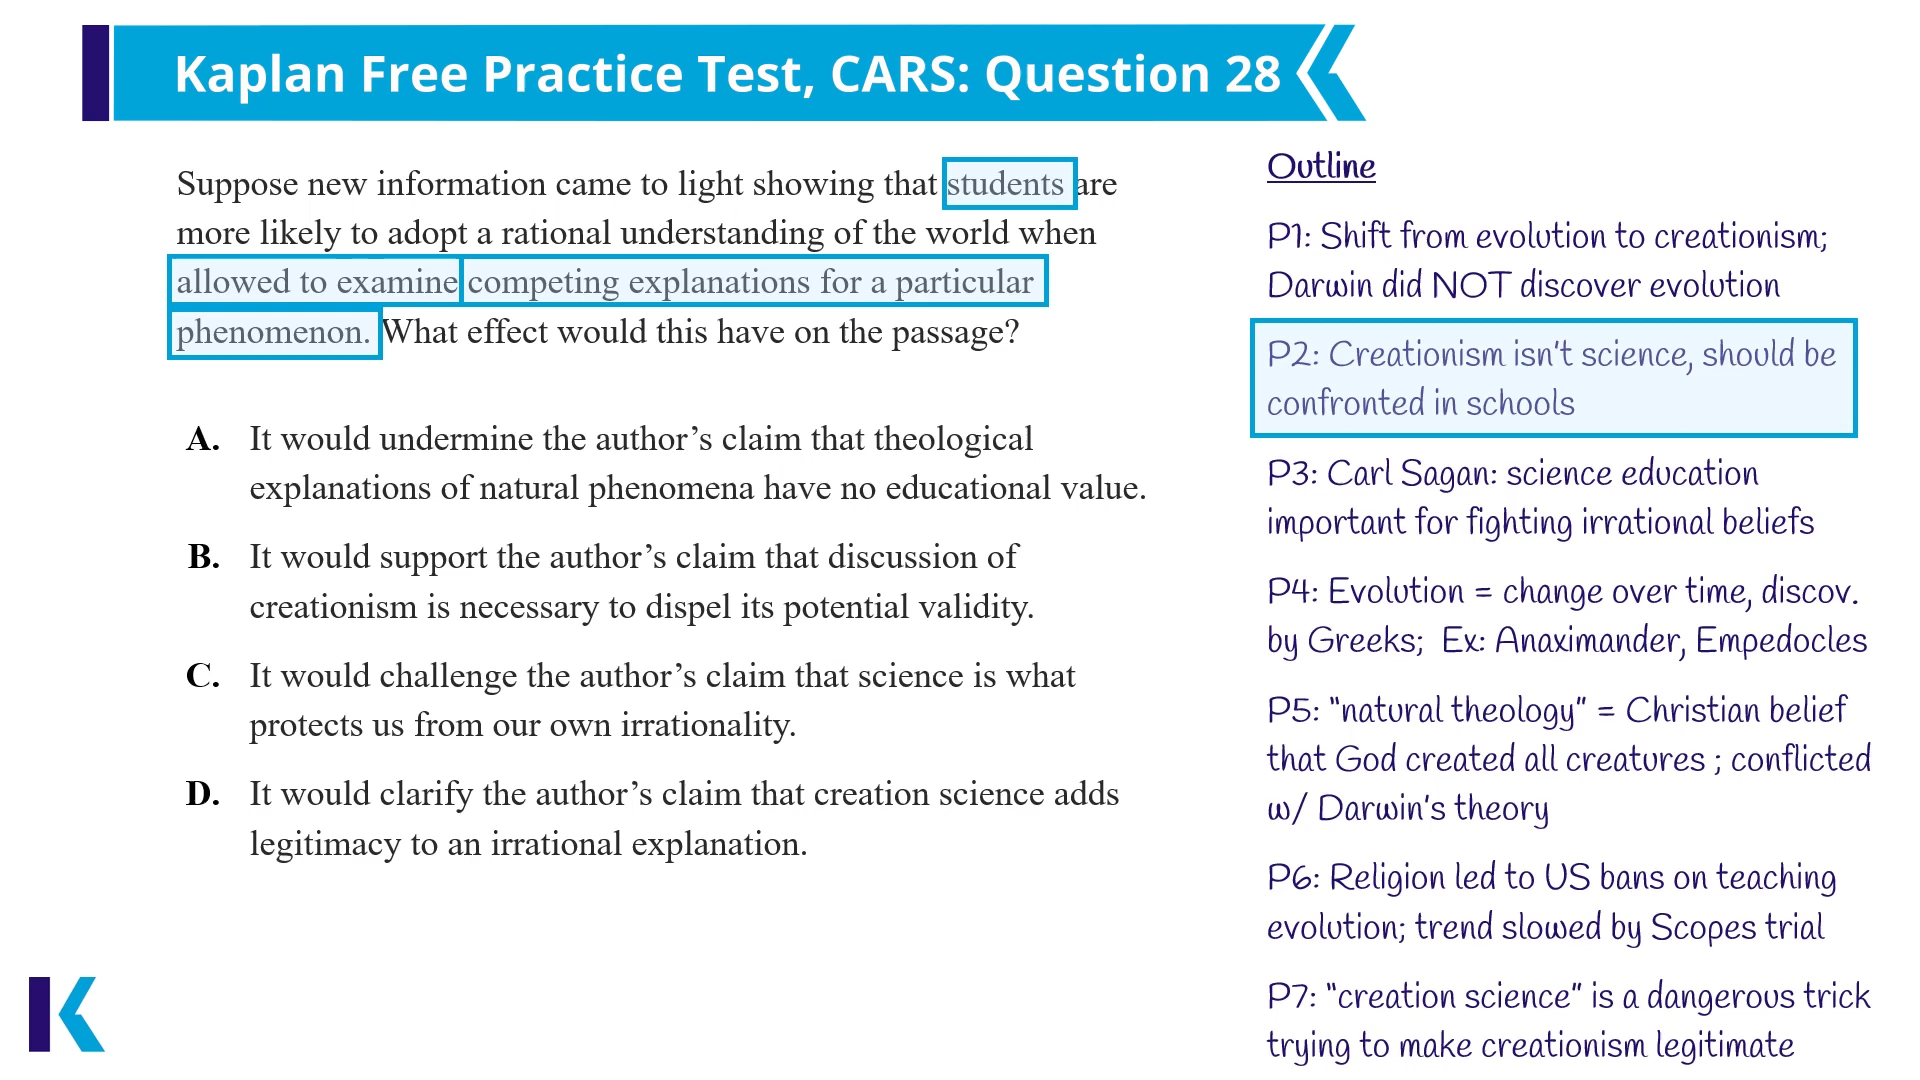 Kaplan Free Practice Test, CARS: Question 28
Suppose new information came to light showing that students are
more likely to adopt a rational understanding of the world when
allowed to examine competing explanations for a particular
phenomenon. What effect would this have on the passage?
A. It would undermine the author’s claim that theological
explanations of natural phenomena have no educational value.
B. It would support the author’s claim that discussion of
creationism is necessary to dispel its potential validity.
C. It would challenge the author’s claim that science is what
protects us from our own irrationality.
D. It would clarify the author’s claim that creation science adds
legitimacy to an irrational explanation.
Outline
P1: Shift from evolution to creationism;
Darwin did NOT discover evolution
P2: Creationism isn't science, should be
confronted in schools
P3: Carl Sagan: science education
important for fighting irrational beliefs
P4: Evolution = change over time, discov.
by Greeks; Ex: Anaximander, Empedocles
P5: "natural theology" = Christian belief
that God created all creatures ; conflicted
w/ Darwin's theory
P6: Religion led to US bans on teaching
evolution; trend slowed by Scopes trial
P7: "creation science" is a dangerous trick
trying to make creationism legitimate
K